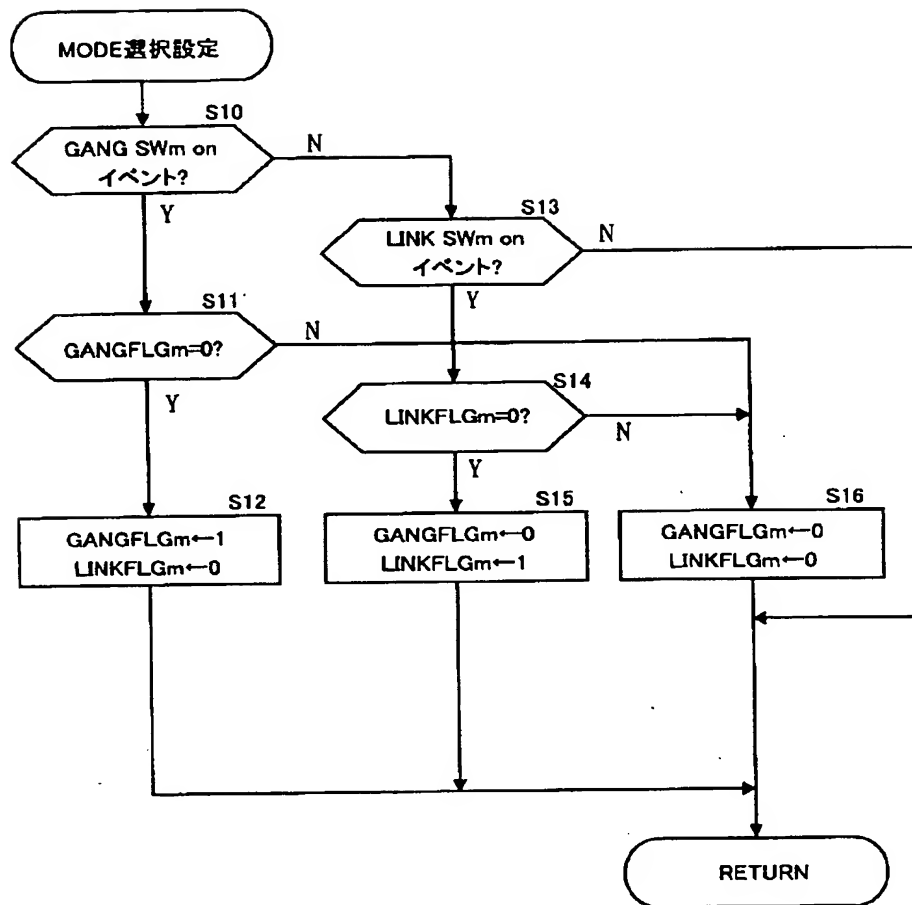 MODE選択設定
S10
GANG SWm on
イベント?
N
Y
S13
LINK SWm on
イベント?
N
Y
S11
GANGFLGm=0?
N
Y
S14
LINKFLGm=0?
N
Y
S12
GANGFLGm←1
LINKFLGm←0
S15
GANGFLGm←0
LINKFLGm←1
S16
GANGFLGm←0
LINKFLGm←0
RETURN